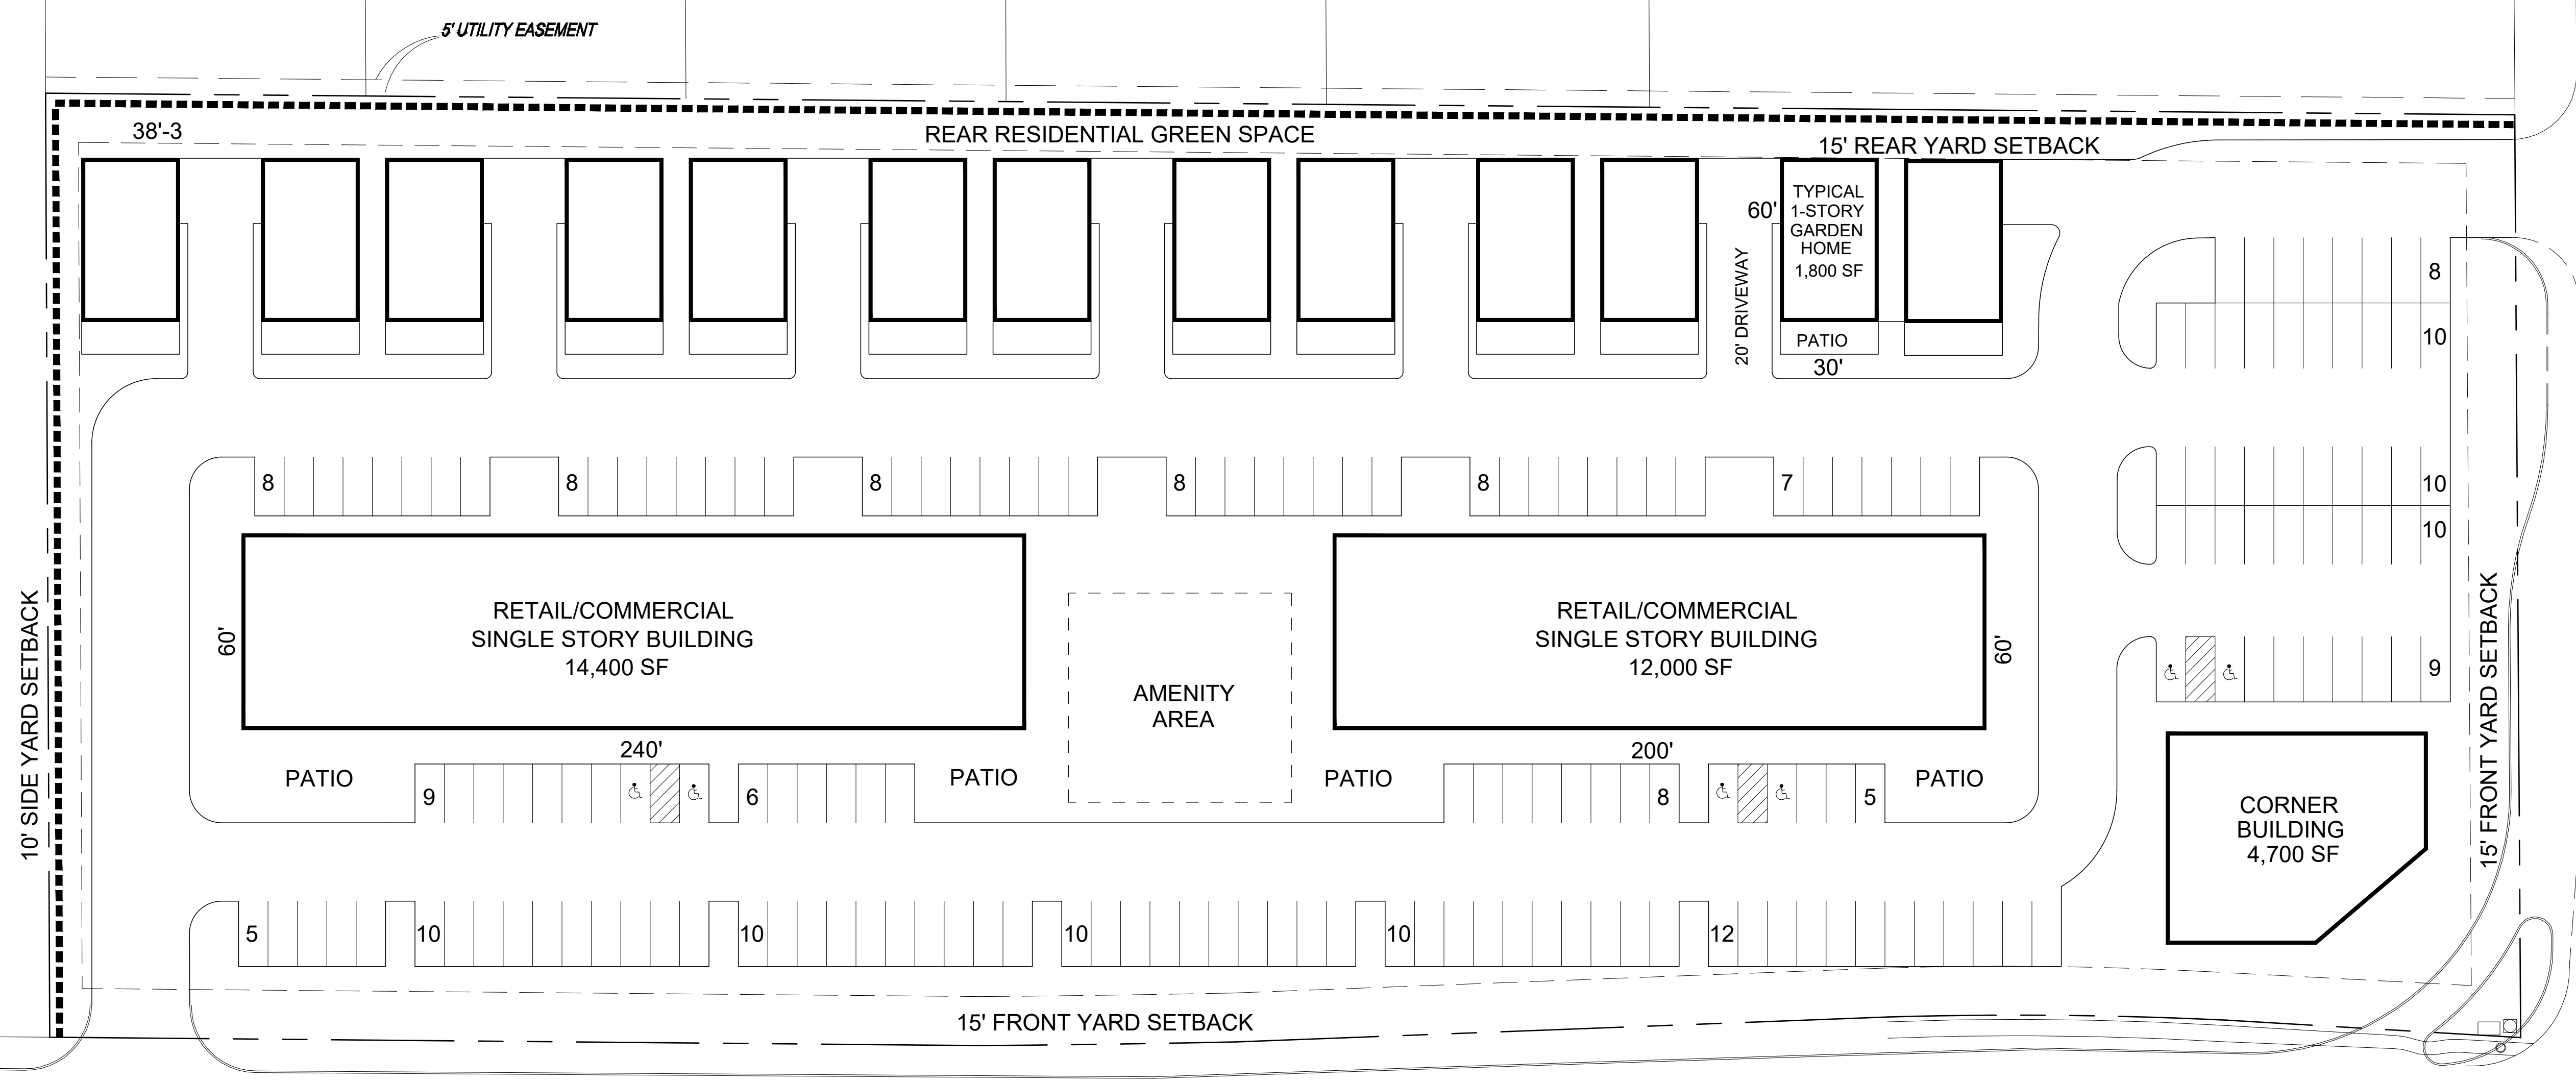 5' UTILITY EASEMENT
38'-3
REAR RESIDENTIAL GREEN SPACE
15' REAR YARD SETBACK
60'
TYPICAL
1-STORY
GARDEN
HOME
1,800 SF
20' DRIVEWAY
PATIO
30'
8
10
8
8
8
8
8
7
10
10
10' SIDE YARD SETBACK
60'
RETAIL/COMMERCIAL
SINGLE STORY BUILDING
14,400 SF
240'
AMENITY
AREA
RETAIL/COMMERCIAL
SINGLE STORY BUILDING
12,000 SF
200'
60'
9
15' FRONT YARD SETBACK
PATIO
9
6
PATIO
PATIO
8
5
PATIO
CORNER
BUILDING
4,700 SF
5
10
10
10
10
12
15' FRONT YARD SETBACK